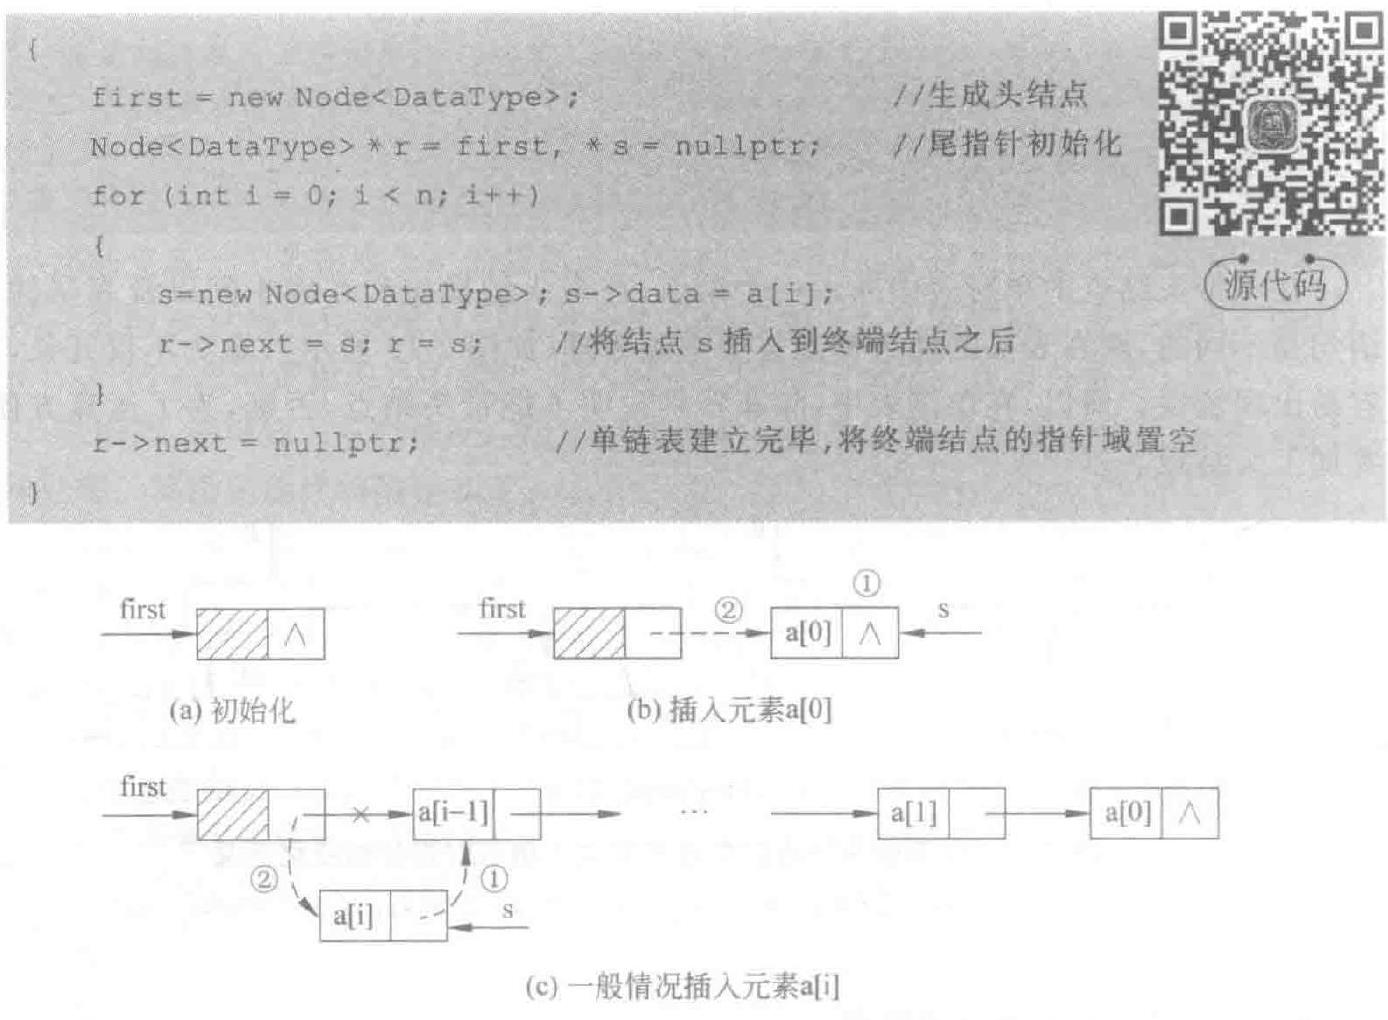 {
first = new Node<DataType>; //生成头结点
Node<DataType> * r = first, * s = nullptr; //尾指针初始化
for (int i = 0; i < n; i++)
{
s=new Node<DataType>; s->data = a[i];
r->next = s; r = s; //将结点 s 插入到终端结点之后
}
r->next = nullptr; //单链表建立完毕,将终端结点的指针域置空
}
源代码
first ∧
first ② a[0] ① ∧ s
(a) 初始化
(b) 插入元素a[0]
first a[i-1] … a[1] a[0] ∧
② a[i] ① s
(c) 一般情况插入元素a[i]